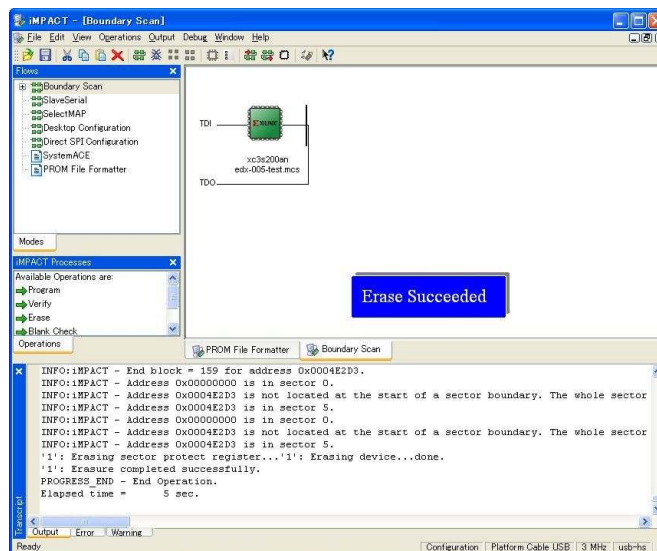 iMPACT - [Boundary Scan]
File Edit View Operations Output Debug Window Help
Flows
Boundary Scan
SlaveSerial
SelectMAP
Desktop Configuration
Direct SPI Configuration
SystemACE
PROM File Formatter
Modes
iMPACT Processes
Available Operations are:
Program
Verify
Erase
Blank Check
Operations
TDI
XILINX
xc3s200an
edx-005-test.mcs
TDO
Erase Succeeded
PROM File Formatter
Boundary Scan
INFO:iMPACT - End block = 159 for address 0x0004E2D3.
INFO:iMPACT - Address 0x00000000 is in sector 0.
INFO:iMPACT - Address 0x0004E2D3 is not located at the start of a sector boundary. The whole sector
INFO:iMPACT - Address 0x0004E2D3 is in sector 5.
INFO:iMPACT - Address 0x00000000 is in sector 0.
INFO:iMPACT - Address 0x0004E2D3 is not located at the start of a sector boundary. The whole sector
INFO:iMPACT - Address 0x0004E2D3 is in sector 5.
'1': Erasing sector protect register...'1': Erasing device...done.
'1': Erasure completed successfully.
PROGRESS_END - End Operation.
Elapsed time =      5 sec.
Transcript
Output Error Warning
Ready
Configuration Platform Cable USB 3 MHz usb-hs